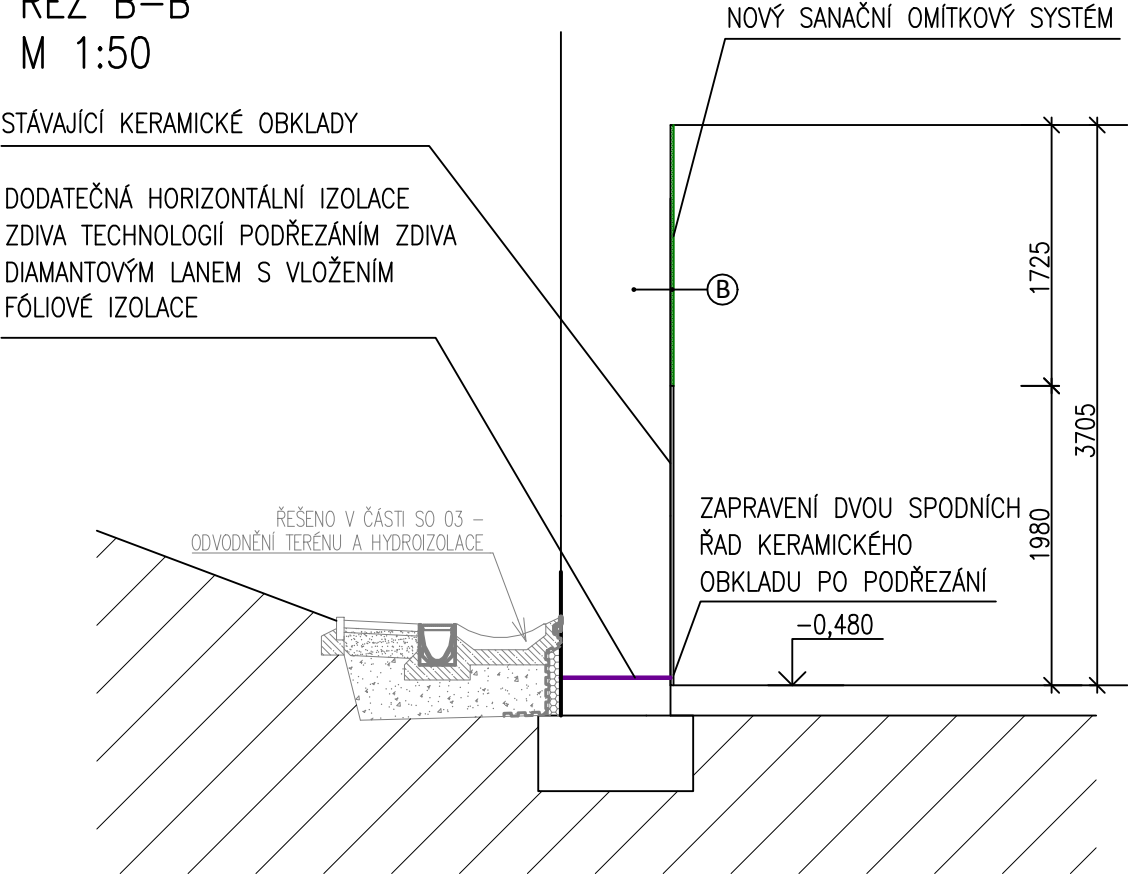 ŘEZ B–B
M 1:50
NOVÝ SANAČNÍ OMÍTKOVÝ SYSTÉM
STÁVAJÍCÍ KERAMICKÉ OBKLADY
DODATEČNÁ HORIZONTÁLNÍ IZOLACE
ZDIVA TECHNOLOGIÍ PODŘEZÁNÍM ZDIVA
DIAMANTOVÝM LANEM S VLOŽENÍM
FÓLIOVÉ IZOLACE
B
1725
3705
1980
ŘEŠENO V ČÁSTI SO 03 –
ODVODNĚNÍ TERÉNU A HYDROIZOLACE
ZAPRAVENÍ DVOU SPODNÍCH
ŘAD KERAMICKÉHO
OBKLADU PO PODŘEZÁNÍ
–0,480